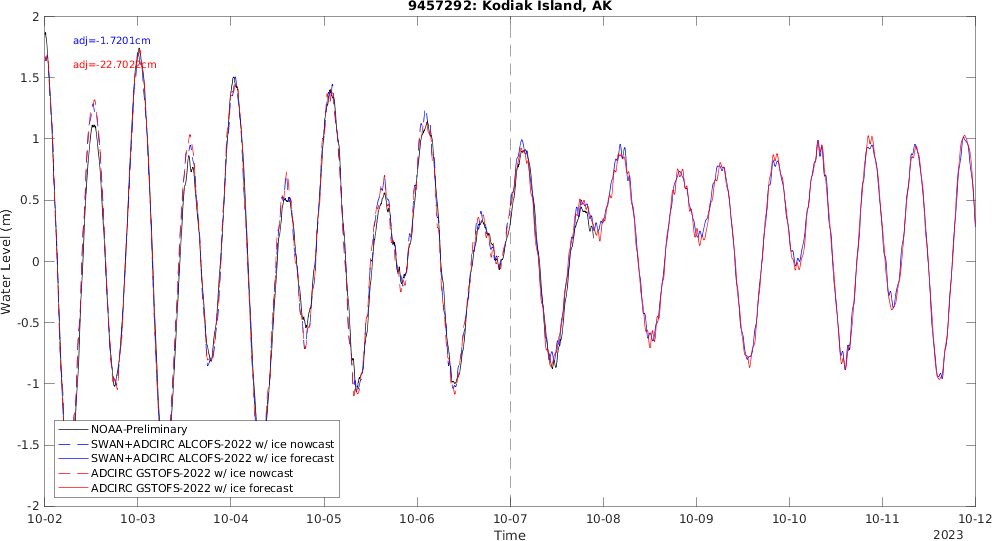 9457292: Kodiak Island, AK
2
adj=-1.7201cm
adj=-22.7022cm
1.5
1
0.5
0
-0.5
-1
-1.5
-2
Water Level (m)
NOAA-Preliminary
SWAN+ADCIRC ALCOFS-2022 w/ ice nowcast
SWAN+ADCIRC ALCOFS-2022 w/ ice forecast
ADCIRC GSTOFS-2022 w/ ice nowcast
ADCIRC GSTOFS-2022 w/ ice forecast
10-02 10-03 10-04 10-05 10-06 10-07 10-08 10-09 10-10 10-11 10-12
Time
2023